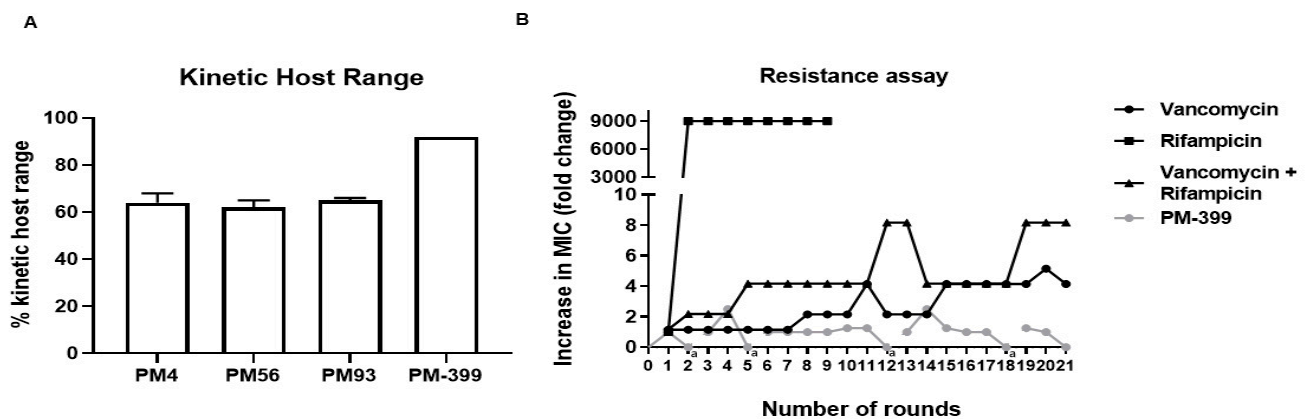 A
Kinetic Host Range
% kinetic host range
100
80
60
40
20
0
PM4 PM56 PM93 PM-399
B
Resistance assay
Increase in MIC (fold change)
9000
6000
3000
10
8
6
4
2
0
0 1 2 a 3 4 5 a 6 7 8 9 10 11 12 a 13 14 15 16 17 18 a 19 20 21
Number of rounds
Vancomycin
Rifampicin
Vancomycin +
Rifampicin
PM-399